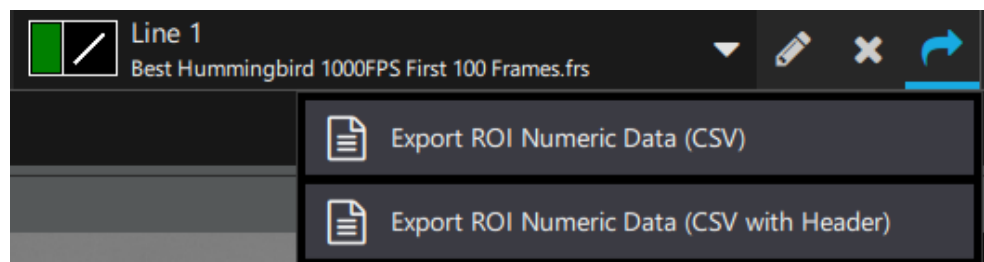 Line 1
Best Hummingbird 1000FPS First 100 Frames.frs
Export ROI Numeric Data (CSV)
Export ROI Numeric Data (CSV with Header)